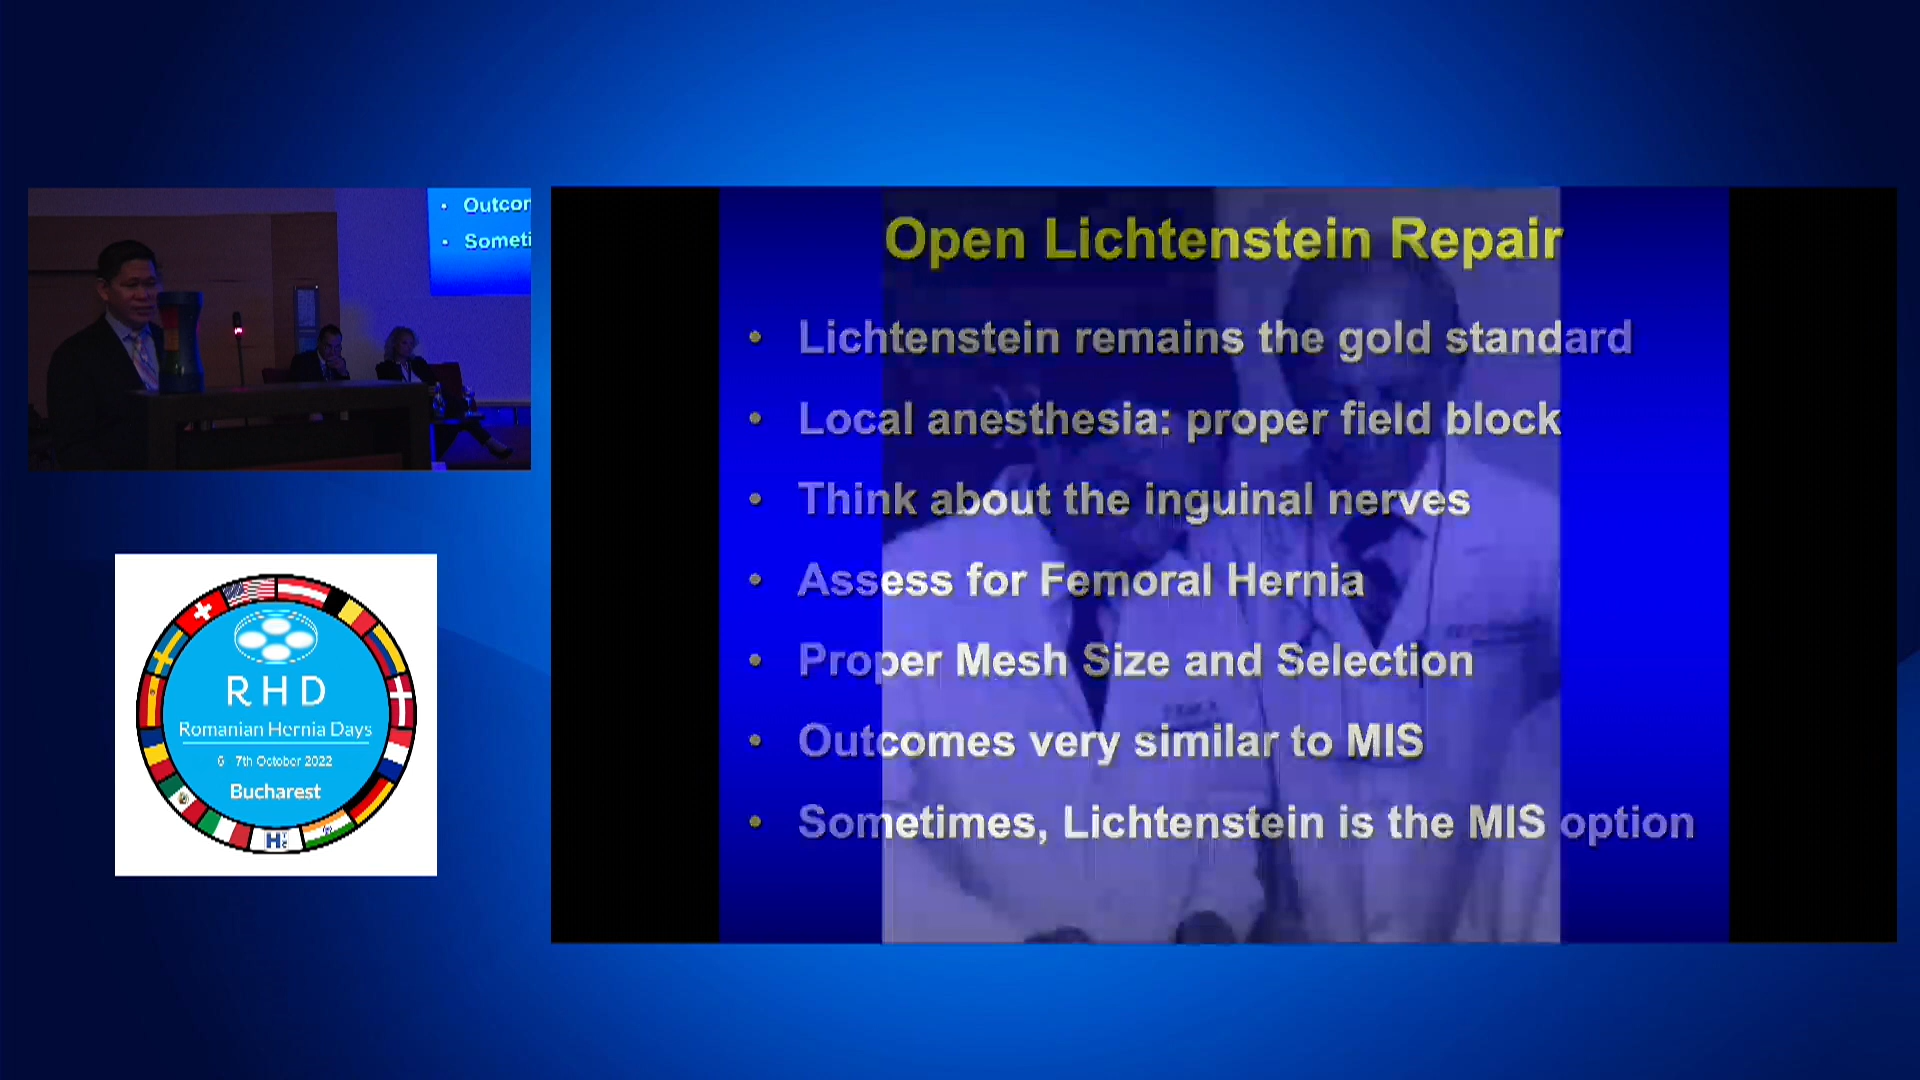 Outcor
Someti
Open Lichtenstein Repair
• Lichtenstein remains the gold standard
• Local anesthesia: proper field block
• Think about the inguinal nerves
• Assess for Femoral Hernia
• Proper Mesh Size and Selection
• Outcomes very similar to MIS
• Sometimes, Lichtenstein is the MIS option
RHD
Romanian Hernia Days
6 7th October 2022
Bucharest